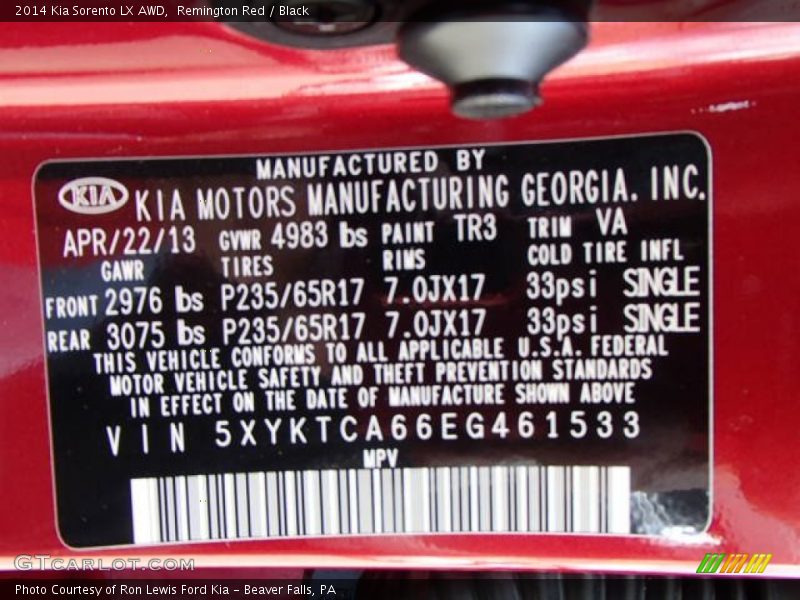 2014 Kia Sorento LX AWD,  Remington Red / Black
MANUFACTURED BY
KIA KIA MOTORS MANUFACTURING GEORGIA. INC.
APR/22/13 GVWR 4983 lbs PAINT TR3 TRIM VA
GAWR TIRES RIMS COLD TIRE INFL
FRONT 2976 lbs P235/65R17 7.0JX17 33psi SINGLE
REAR 3075 lbs P235/65R17 7.0JX17 33psi SINGLE
THIS VEHICLE CONFORMS TO ALL APPLICABLE U.S.A. FEDERAL
MOTOR VEHICLE SAFETY AND THEFT PREVENTION STANDARDS
IN EFFECT ON THE DATE OF MANUFACTURE SHOWN ABOVE
VIN 5XYKTCA66EG461533
MPV
GTCARLOT.COM
Photo Courtesy of Ron Lewis Ford Kia - Beaver Falls, PA